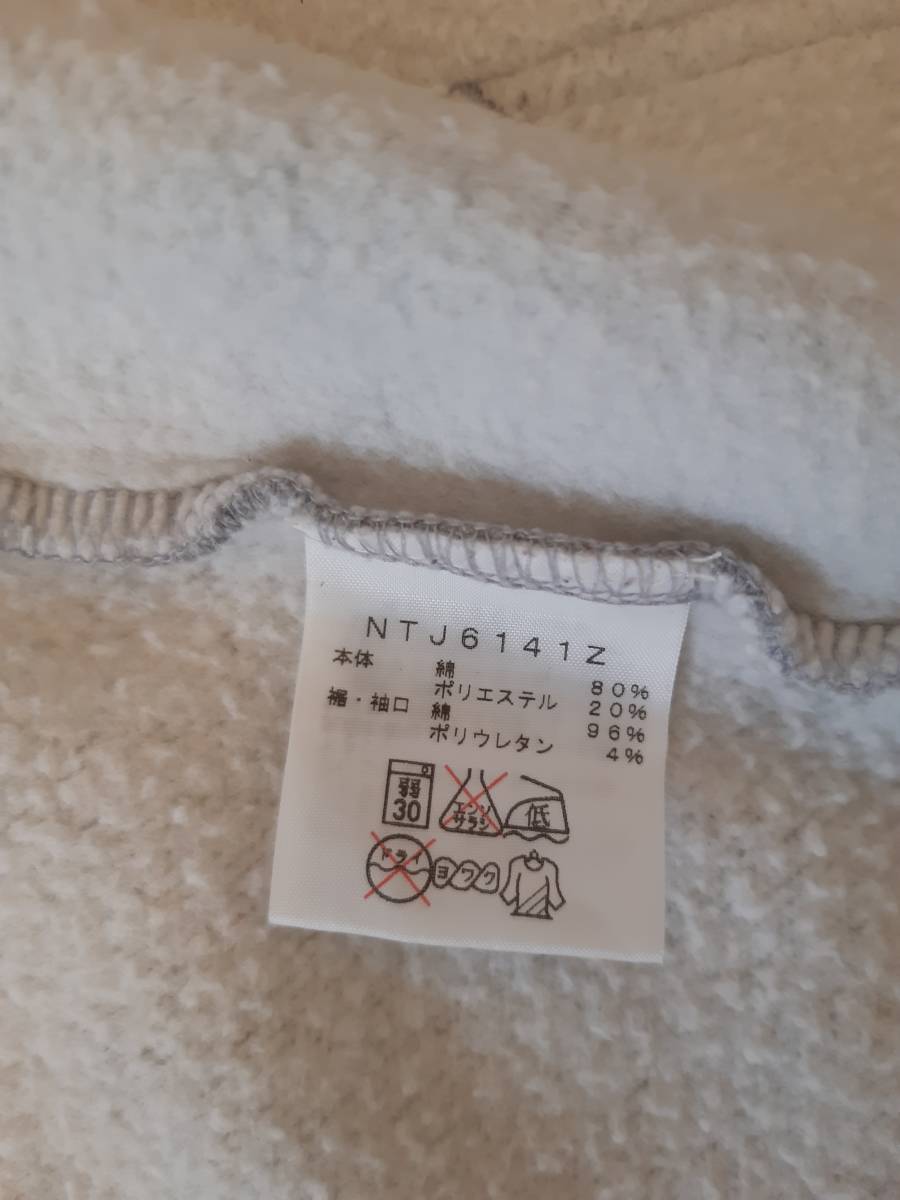 NTJ6141Z
本体 綿 80%
ポリエステル 20%
裾・袖口 綿 96%
ポリウレタン 4%
弱 30 エンソ サラシ 低
ドライ ヨワク